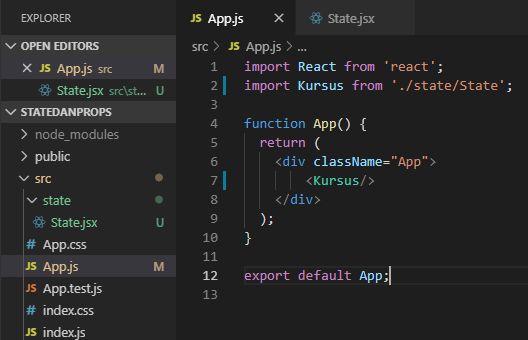 EXPLORER
OPEN EDITORS
JS App.js src M
State.jsx src\st... U
STATEDANPROPS
node_modules
public
src
state
State.jsx U
# App.css
JS App.js M
JS App.test.js
# index.css
JS index.js
JS App.js State.jsx
src > JS App.js > ...
1 import React from 'react';
2 import Kursus from './state/State';
3
4 function App() {
5 return (
6 <div className="App">
7 <Kursus/>
8 </div>
9 );
10 }
11
12 export default App;
13